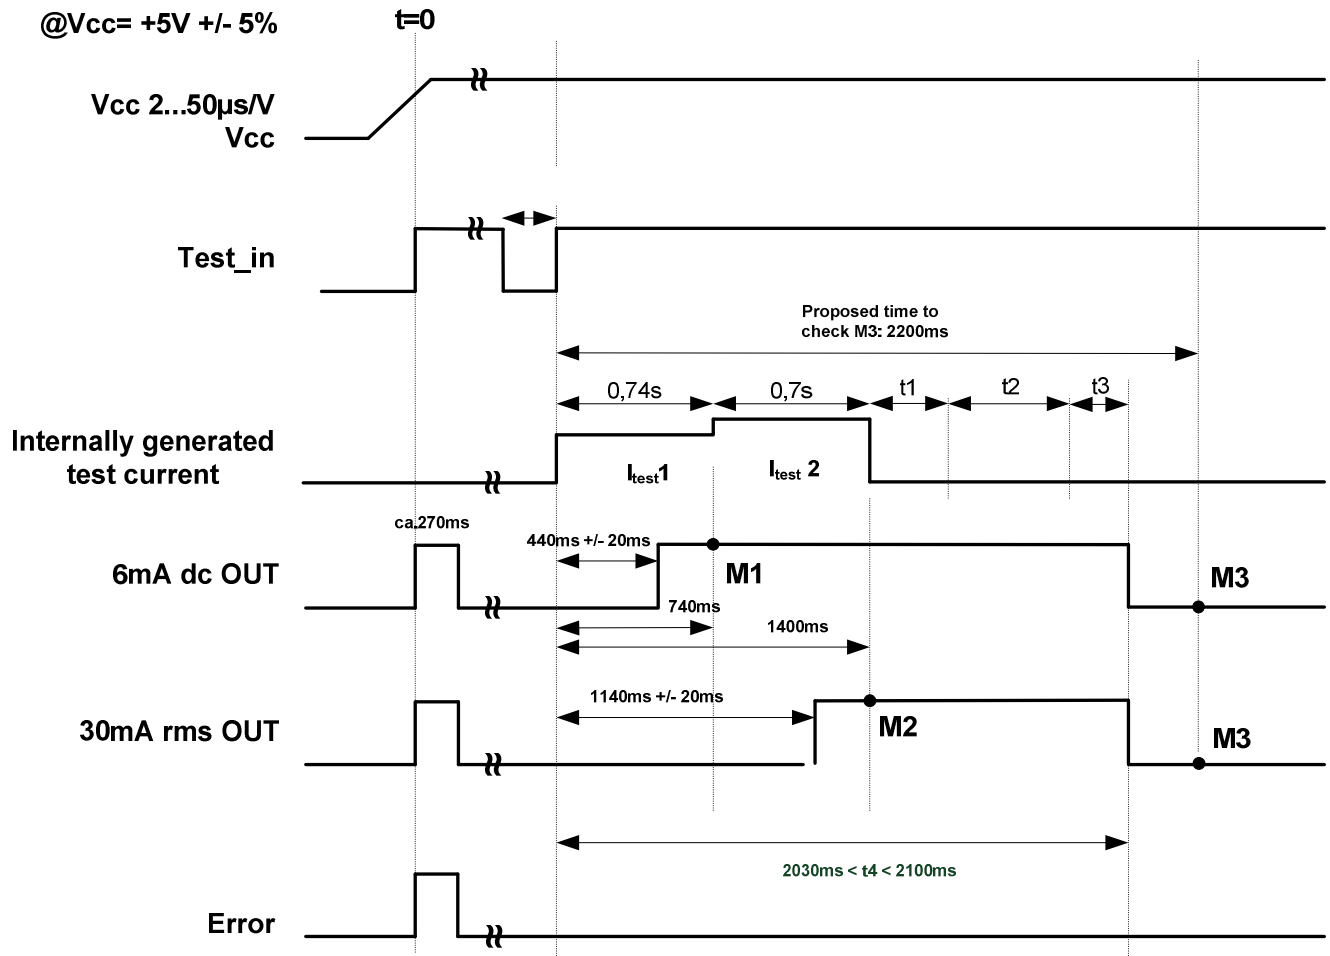 @Vcc= +5V +/- 5%
t=0
Vcc 2...50µs/V
Vcc
Test_in
Proposed time to
check M3: 2200ms
0,74s
0,7s
t1
t2
t3
Internally generated
test current
Itest1
Itest 2
ca.270ms
440ms +/- 20ms
6mA dc OUT
M1
M3
740ms
1400ms
1140ms +/- 20ms
30mA rms OUT
M2
M3
2030ms < t4 < 2100ms
Error